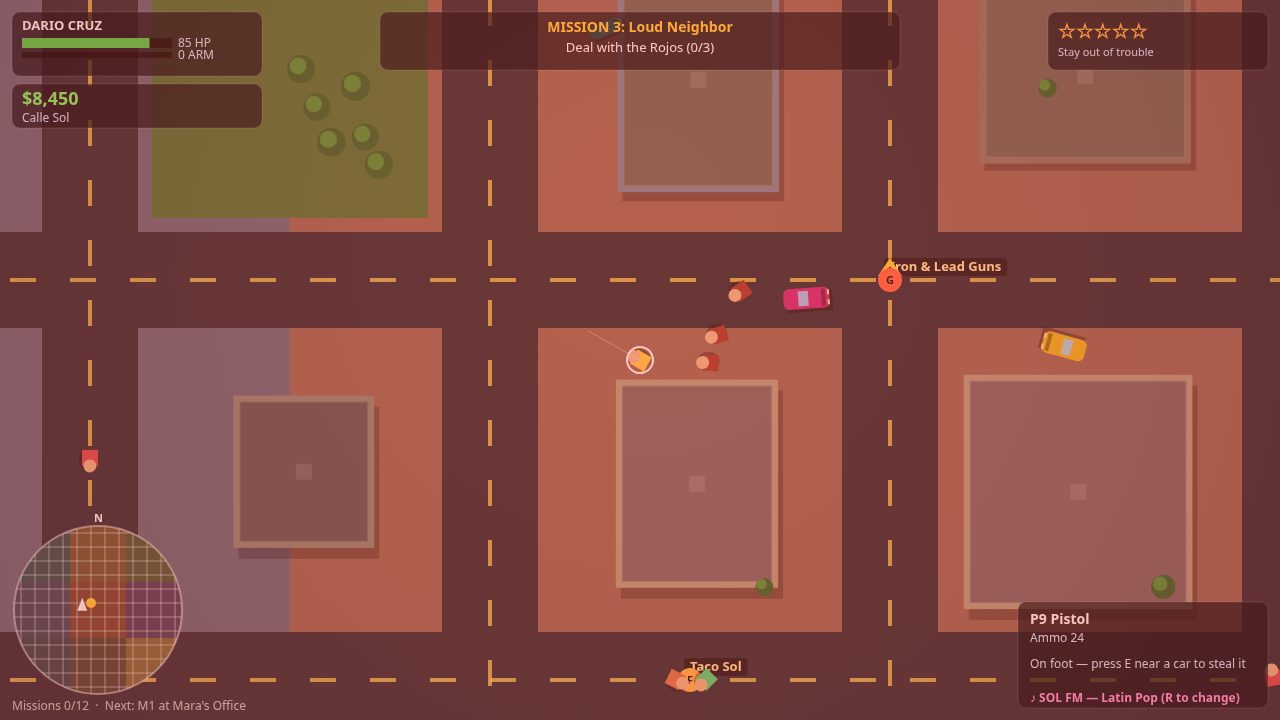 DARIO CRUZ
85 HP
0 ARM
$8,450
Calle Sol
MISSION 3: Loud Neighbor
Deal with the Rojos (0/3)
☆☆☆☆☆
Stay out of trouble
Iron & Lead Guns
G
Taco Sol
F
N
P9 Pistol
Ammo 24
On foot — press E near a car to steal it
♪ SOL FM — Latin Pop (R to change)
Missions 0/12 · Next: M1 at Mara's Office